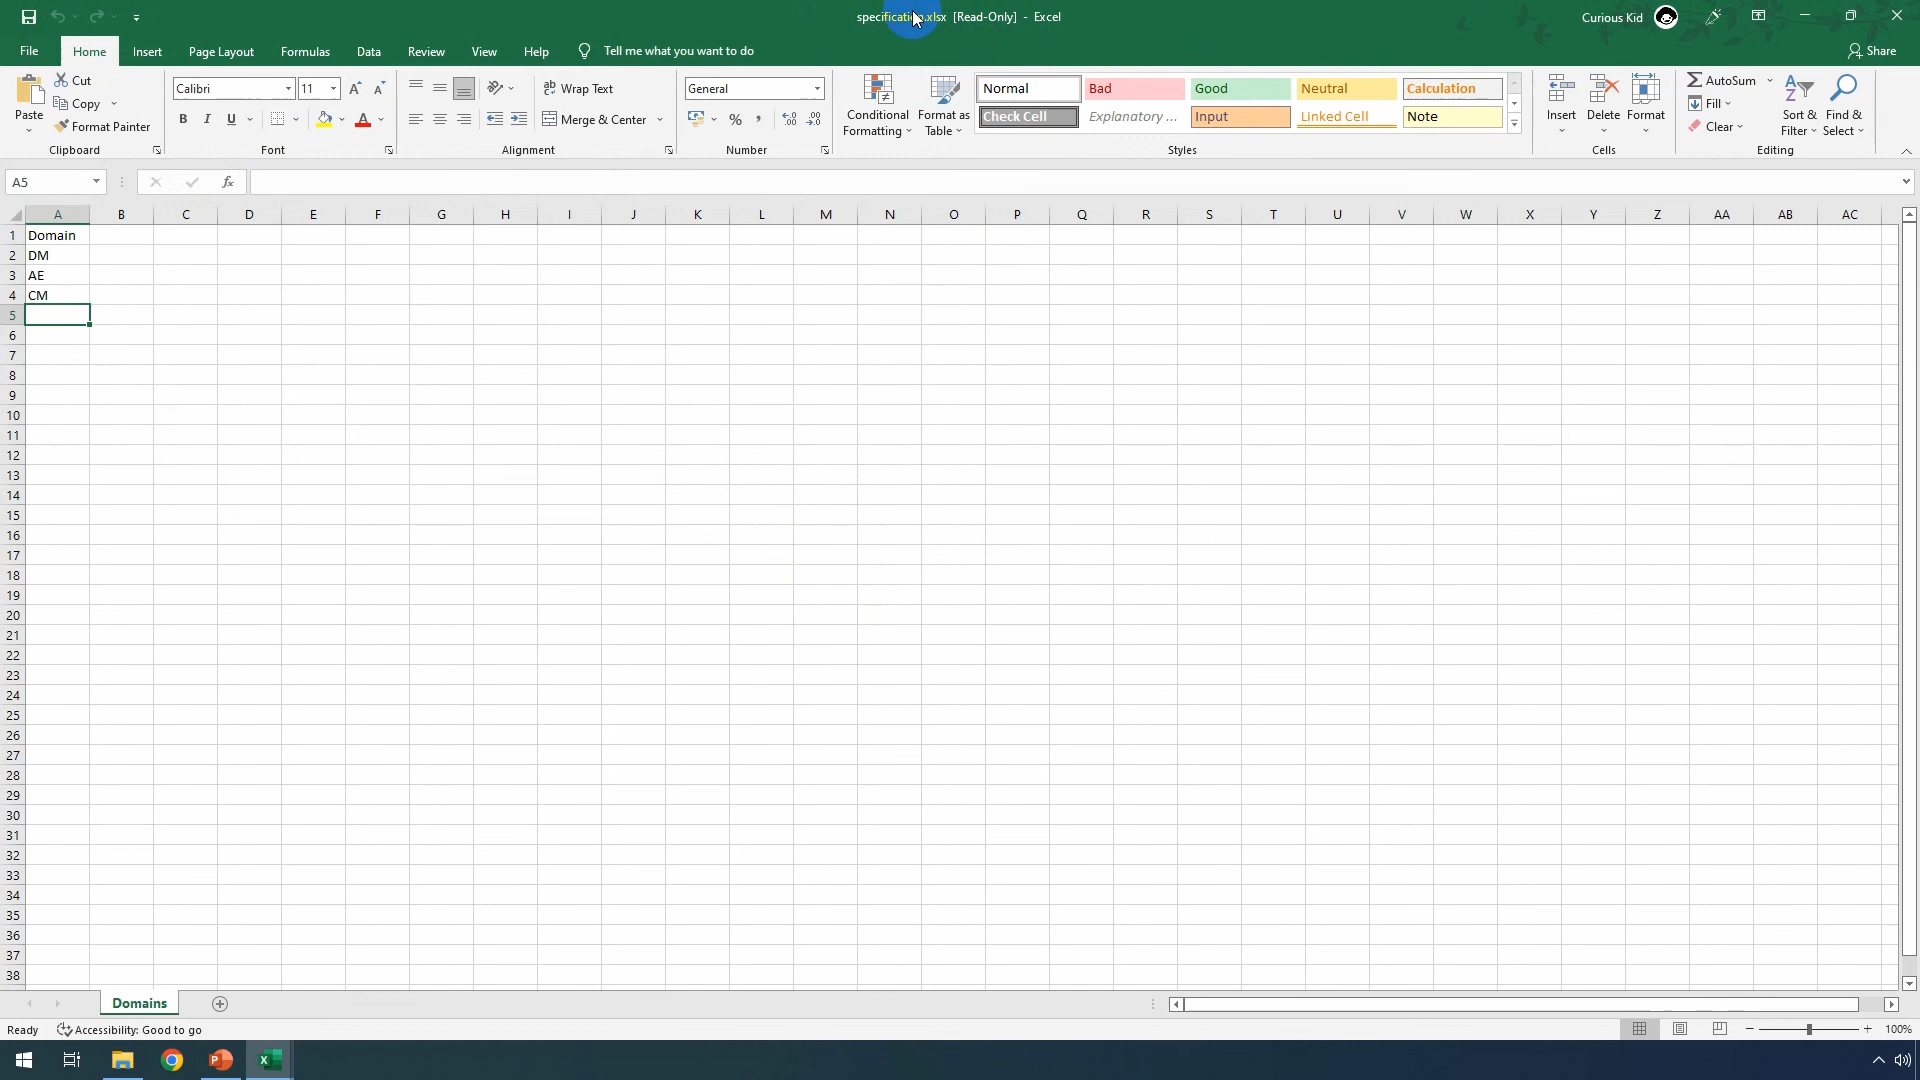 specification.xlsx [Read-Only] - Excel
Curious Kid
File Home Insert Page Layout Formulas Data Review View Help Tell me what you want to do Share
Paste
Cut
Copy
Format Painter
Clipboard
Calibri 11
B I U
Font
Wrap Text
Merge & Center
Alignment
General
Number
Conditional
Formatting
Format as
Table
Normal Bad Good Neutral Calculation
Check Cell Explanatory ... Input Linked Cell Note
Styles
Insert Delete Format
Cells
AutoSum
Fill
Clear
Sort &
Filter
Find &
Select
Editing
A5 fx
A B C D E F G H I J K L M N O P Q R S T U V W X Y Z AA AB AC
1 Domain
2 DM
3 AE
4 CM
5
6
7
8
9
10
11
12
13
14
15
16
17
18
19
20
21
22
23
24
25
26
27
28
29
30
31
32
33
34
35
36
37
38
Domains
Ready Accessibility: Good to go 100%